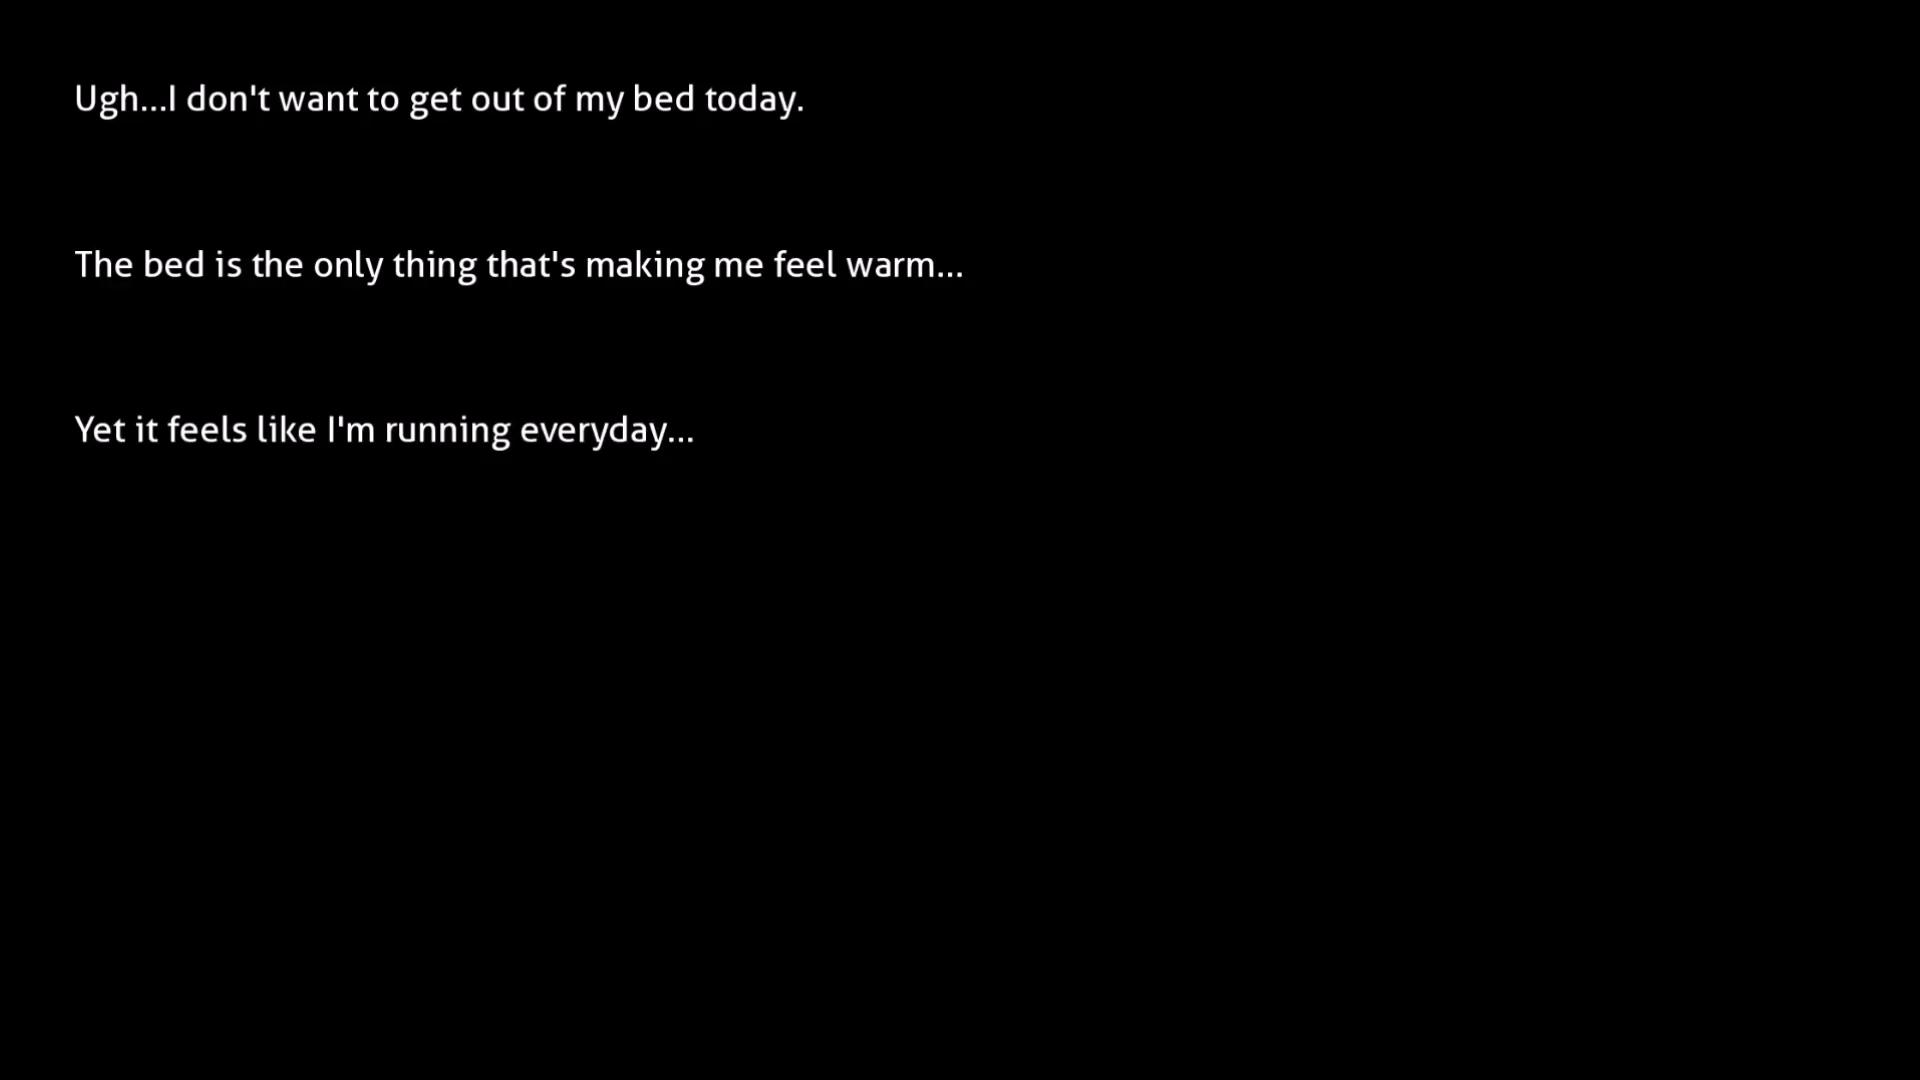 Ugh...I don't want to get out of my bed today.
The bed is the only thing that's making me feel warm...
Yet it feels like I'm running everyday...